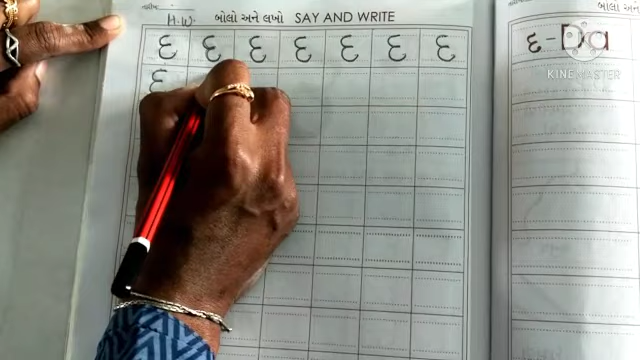 તારીખ:
H.W. બોલો અને લખો SAY AND WRITE
દ દ દ દ દ દ દ
દ
બોલો અને
દ - Da
KINEMASTER